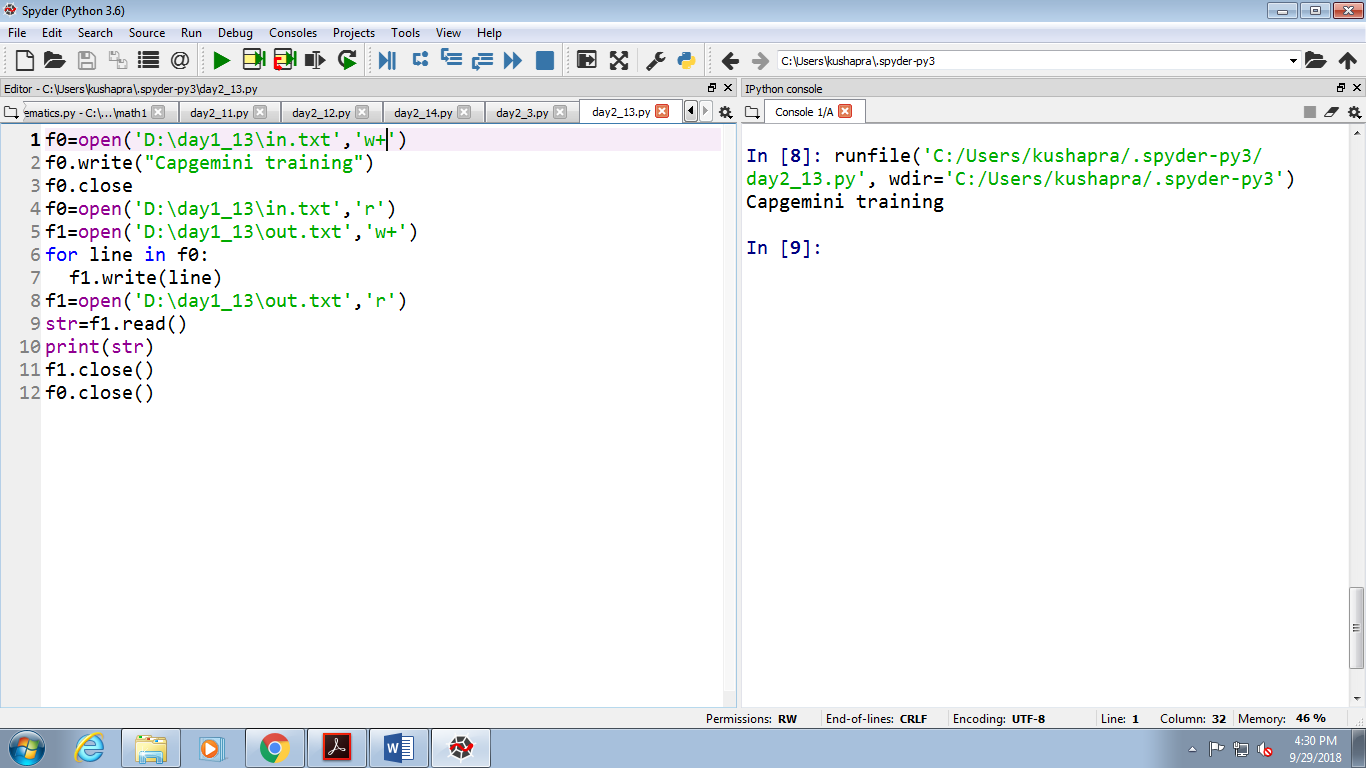 Spyder (Python 3.6)
File Edit Search Source Run Debug Consoles Projects Tools View Help
C:\Users\kushapra\.spyder-py3
Editor - C:\Users\kushapra\.spyder-py3\day2_13.py
IPython console
ematics.py - C:\...\math1 day2_11.py day2_12.py day2_14.py day2_3.py day2_13.py
Console 1/A
1 f0=open('D:\day1_13\in.txt','w+')
2 f0.write("Capgemini training")
3 f0.close
4 f0=open('D:\day1_13\in.txt','r')
5 f1=open('D:\day1_13\out.txt','w+')
6 for line in f0:
7   f1.write(line)
8 f1=open('D:\day1_13\out.txt','r')
9 str=f1.read()
10 print(str)
11 f1.close()
12 f0.close()
In [8]: runfile('C:/Users/kushapra/.spyder-py3/
day2_13.py', wdir='C:/Users/kushapra/.spyder-py3')
Capgemini training
In [9]:
Permissions: RW End-of-lines: CRLF Encoding: UTF-8 Line: 1 Column: 32 Memory: 46 %
4:30 PM
9/29/2018